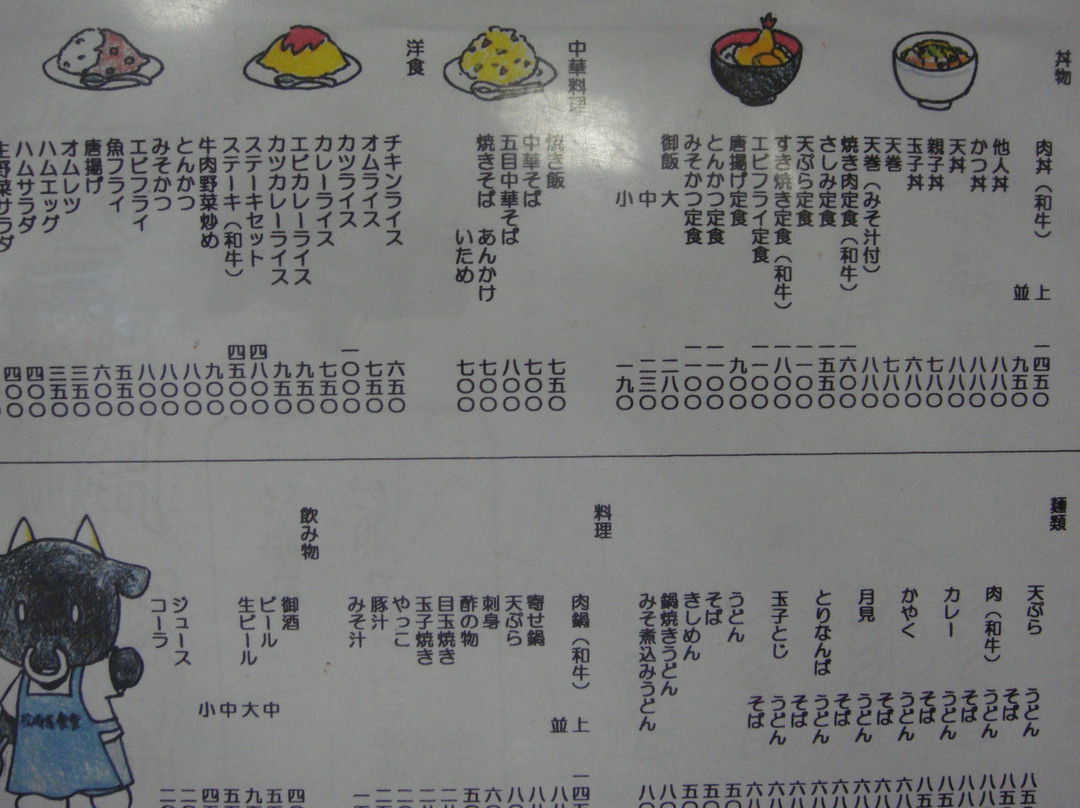 丼物
肉丼（和牛） 上 一四五〇
並 九五〇
他人丼 八八〇
かつ丼 八八〇
天丼 八八〇
親子丼 七八〇
玉子丼 六八〇
天巻 七八〇
天巻（みそ汁付） 八八〇
焼き肉定食（和牛） 一六〇〇
さしみ定食 一五五〇
天ぷら定食 一一〇〇
すき焼き定食（和牛） 一八〇〇
エビフライ定食 一一〇〇
唐揚げ定食 九〇〇
とんかつ定食 一一〇〇
みそかつ定食 一一〇〇
御飯 大 二八〇
中 二三〇
小 一九〇
中華料理
焼き飯 七五〇
中華そば 七〇〇
五目中華そば 八〇〇
焼きそば あんかけ 七〇〇
いため 七〇〇
洋食
チキンライス 六五〇
オムライス 七五〇
カツライス 一〇〇〇
カレーライス 七五〇
エビカレーライス 九五〇
カツカレーライス 九五〇
ステーキセット 四八〇〇
ステーキ（和牛） 四五〇〇
牛肉野菜炒め 九〇〇
とんかつ 八〇〇
みそかつ 八〇〇
エビフライ 八〇〇
魚フライ 五五〇
唐揚げ 六〇〇
オムレツ 三五〇
ハムエッグ 三五〇
ハムサラダ 四〇〇
生野菜サラダ 四〇〇
麺類
天ぷら うどん
そば
肉（和牛） うどん
そば
カレー うどん
そば
かやく うどん
そば
月見 うどん
そば
とりなんば うどん
そば
玉子とじ うどん
そば
うどん
そば
きしめん
鍋焼きうどん
みそ煮込みうどん
料理
肉鍋（和牛） 上
並
寄せ鍋
天ぷら
刺身
酢の物
目玉焼き
玉子焼き
やっこ
豚汁
みそ汁
飲み物
御酒
ビール 中
生ビール 大
中
小
ジュース
コーラ